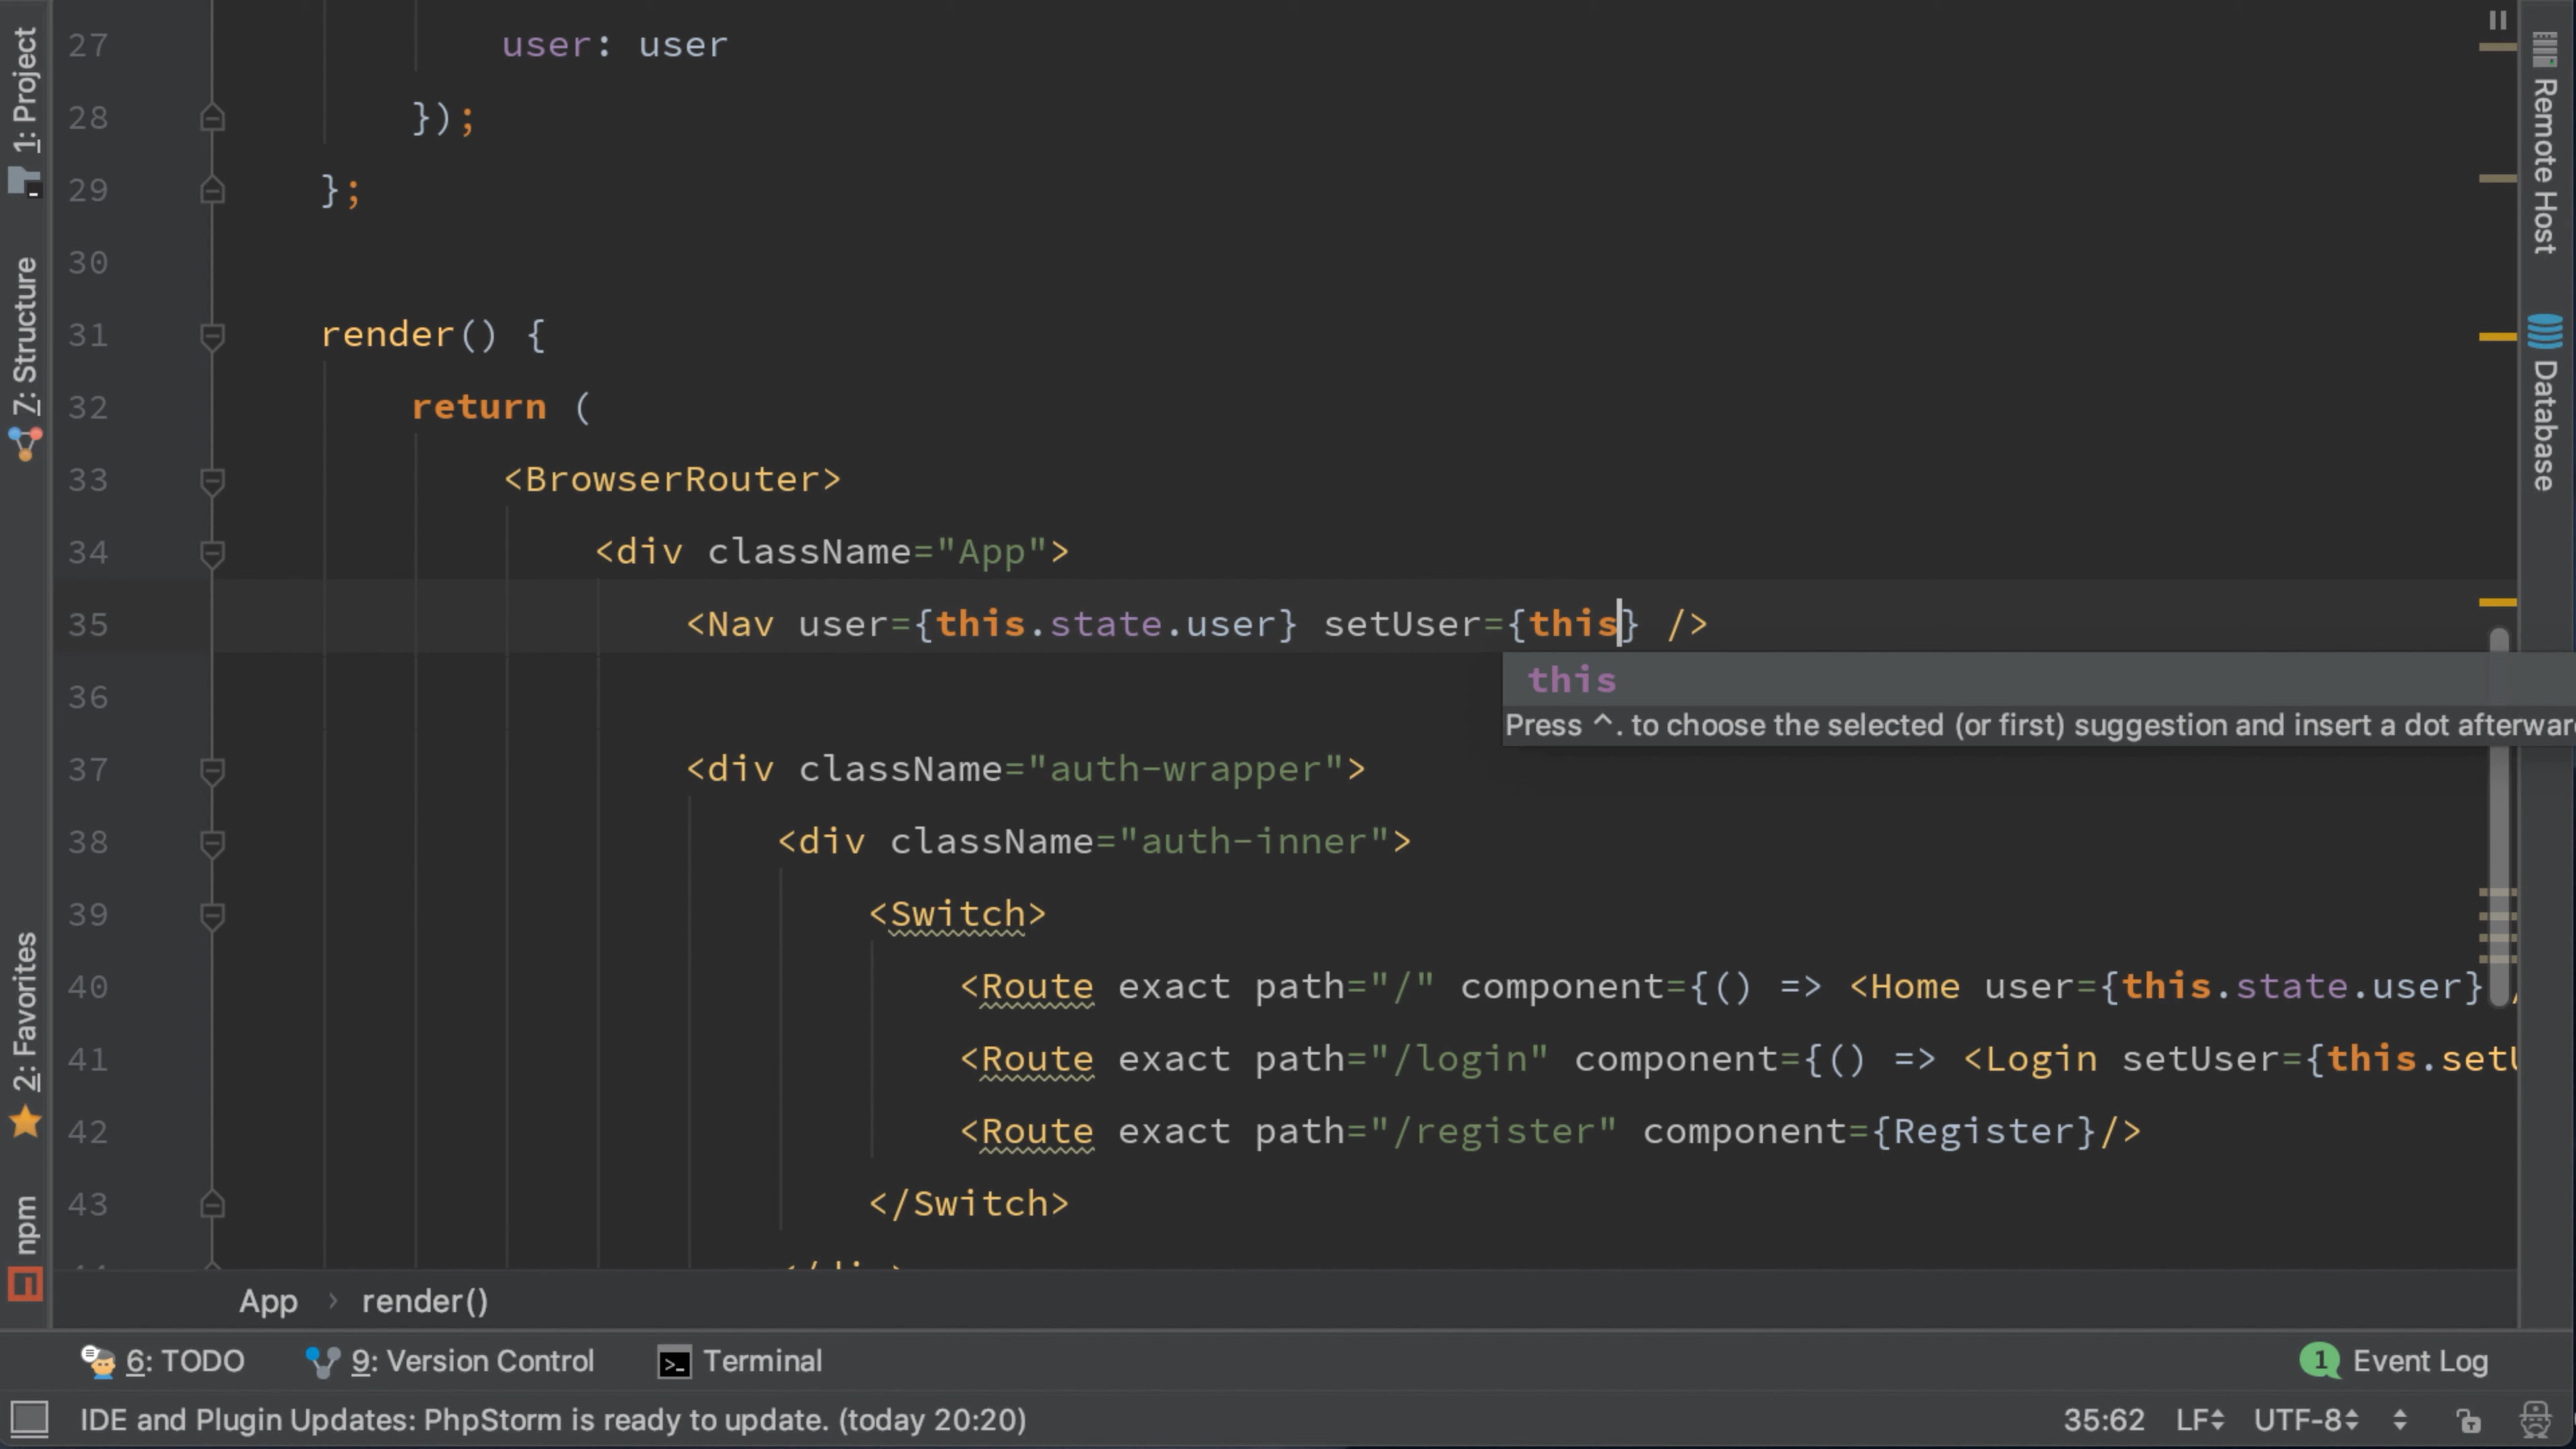 27 user: user
28 });
29 };
30
31 render() {
32 return (
33 <BrowserRouter>
34 <div className="App">
35 <Nav user={this.state.user} setUser={this} />
this
Press ^. to choose the selected (or first) suggestion and insert a dot
36
37 <div className="auth-wrapper">
38 <div className="auth-inner">
39 <Switch>
40 <Route exact path="/" component={() => <Home user={this.state.user}
41 <Route exact path="/login" component={() => <Login setUser={this.
42 <Route exact path="/register" component={Register}/>
43 </Switch>
App › render()
1: Project
7: Structure
2: Favorites
npm
Remote Host
Database
6: TODO 9: Version Control Terminal 1 Event Log
IDE and Plugin Updates: PhpStorm is ready to update. (today 20:20) 35:62 LF UTF-8